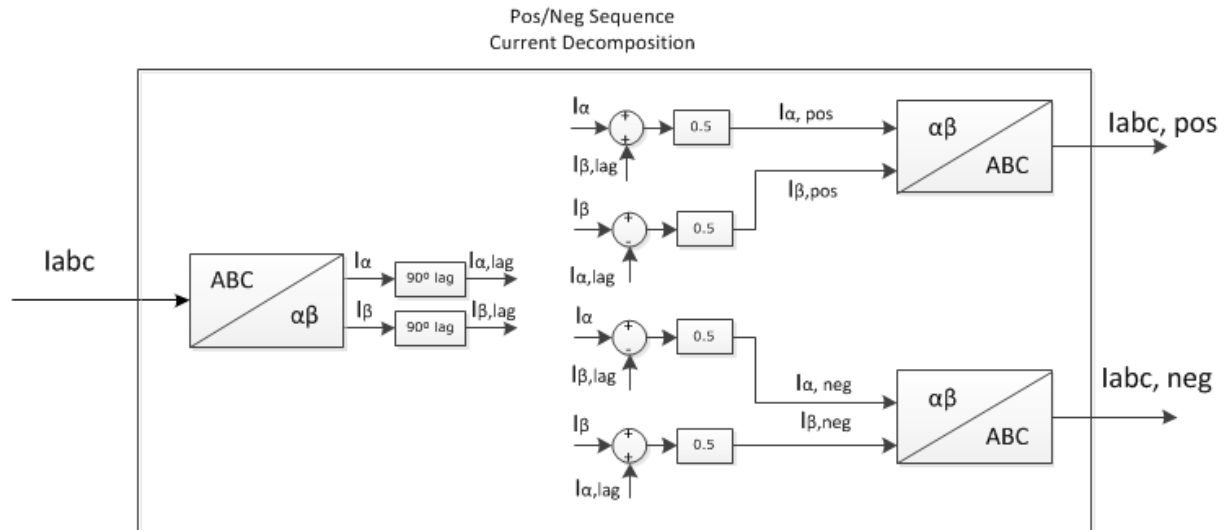 Pos/Neg Sequence
Current Decomposition
Iabc
ABC
αβ
Iα
90º lag
Iα,lag
Iβ
90º lag
Iβ,lag
Iα
+
+
Iβ,lag
0.5
Iα, pos
Iβ
+
-
Iα,lag
0.5
Iβ,pos
αβ
ABC
Iabc, pos
Iα
+
-
Iβ,lag
0.5
Iα, neg
Iβ
+
+
Iα,lag
0.5
Iβ,neg
αβ
ABC
Iabc, neg